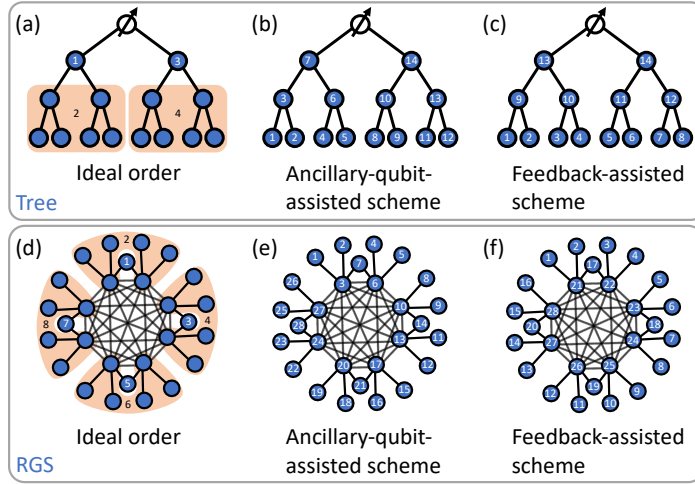 (a) (b) (c)
1 3 7 14 13 14
2 4 3 6 10 13 9 10 11 12
1 2 4 5 8 9 11 12 1 2 3 4 5 6 7 8
Ideal order Ancillary-qubit-assisted scheme Feedback-assisted scheme
Tree
(d) (e) (f)
2 2 4 2 3
1 1 7 5 1 17 4
3 6 21 22
26 8 16 5
8 7 3 4 25 27 10 9 15 28 23 6
28 14 20 18
23 24 13 11 14 27 24 7
5 20 17 26 25
6 22 21 12 13 19 8
19 18 16 15 12 11 10 9
Ideal order Ancillary-qubit-assisted scheme Feedback-assisted scheme
RGS